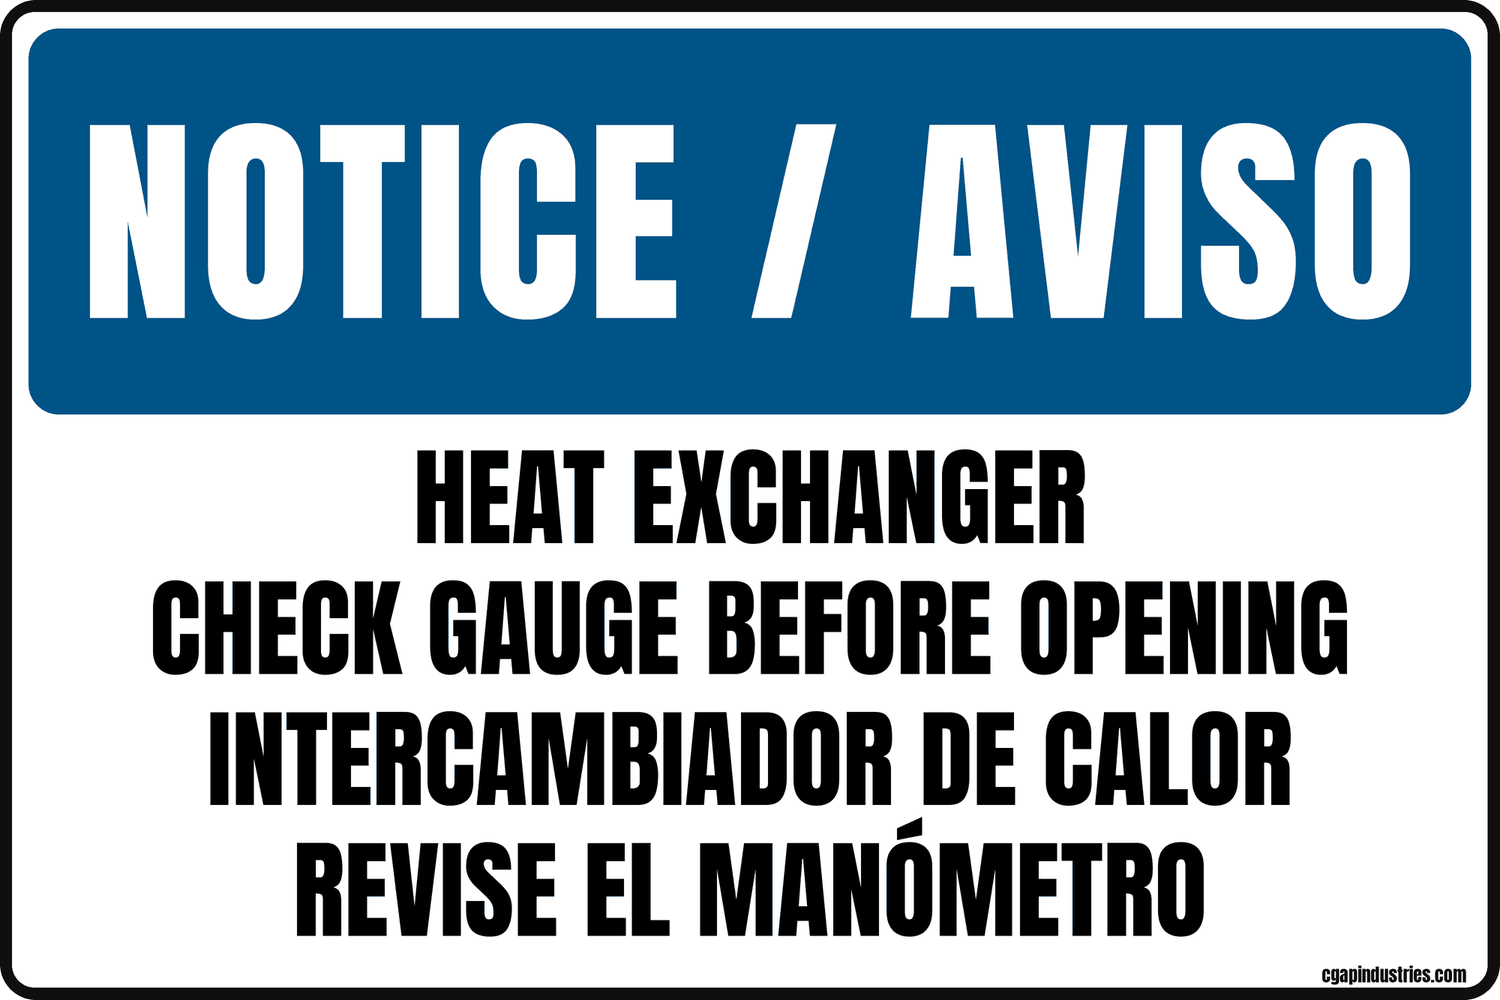 NOTICE / AVISO
HEAT EXCHANGER
CHECK GAUGE BEFORE OPENING
INTERCAMBIADOR DE CALOR
REVISE EL MANÓMETRO
cgapindustries.com